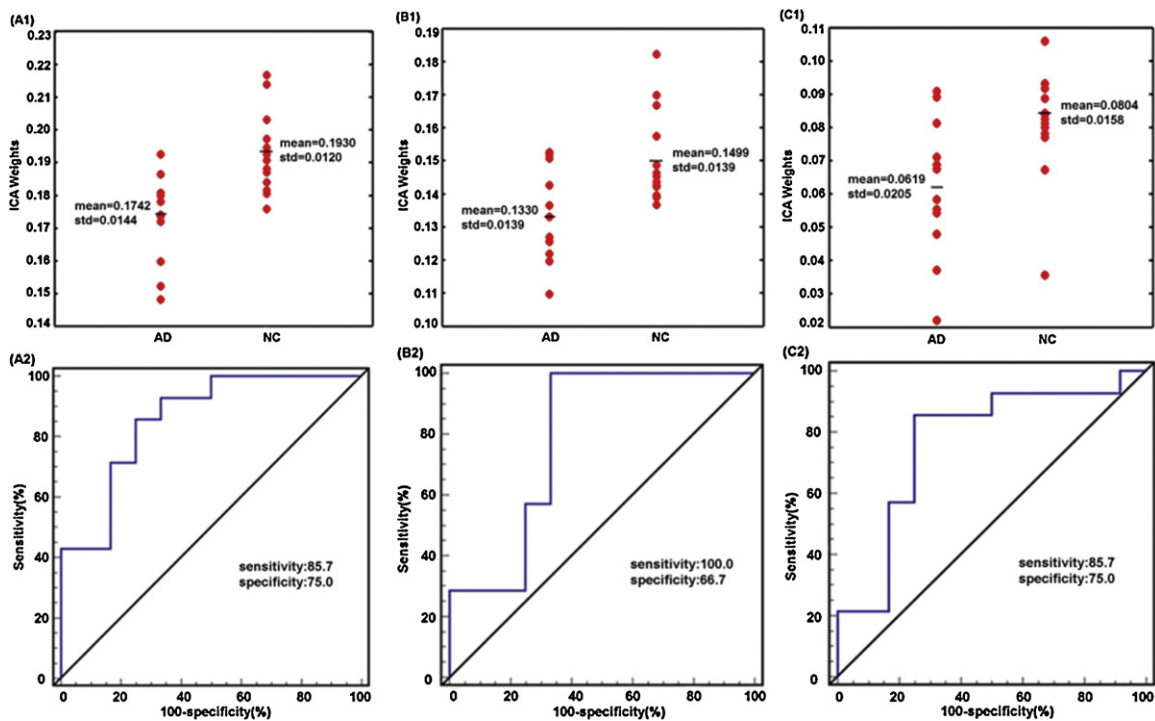 (A1)
0.23
0.22
0.21
0.20
0.19
0.18
0.17
0.16
0.15
0.14
ICA Weights
mean=0.1742
std=0.0144
mean=0.1930
std=0.0120
AD
NC
(B1)
0.19
0.18
0.17
0.16
0.15
0.14
0.13
0.12
0.11
0.10
ICA Weights
mean=0.1330
std=0.0139
mean=0.1499
std=0.0139
AD
NC
(C1)
0.11
0.10
0.09
0.08
0.07
0.06
0.05
0.04
0.03
0.02
ICA Weights
mean=0.0619
std=0.0205
mean=0.0804
std=0.0158
AD
NC
(A2)
100
80
60
40
20
0
Sensitivity(%)
sensitivity:85.7
specificity:75.0
0 20 40 60 80 100
100-specificity(%)
(B2)
100
80
60
40
20
0
Sensitivity(%)
sensitivity:100.0
specificity:66.7
0 20 40 60 80 100
100-specificity(%)
(C2)
100
80
60
40
20
0
Sensitivity(%)
sensitivity:85.7
specificity:75.0
0 20 40 60 80 100
100-specificity(%)